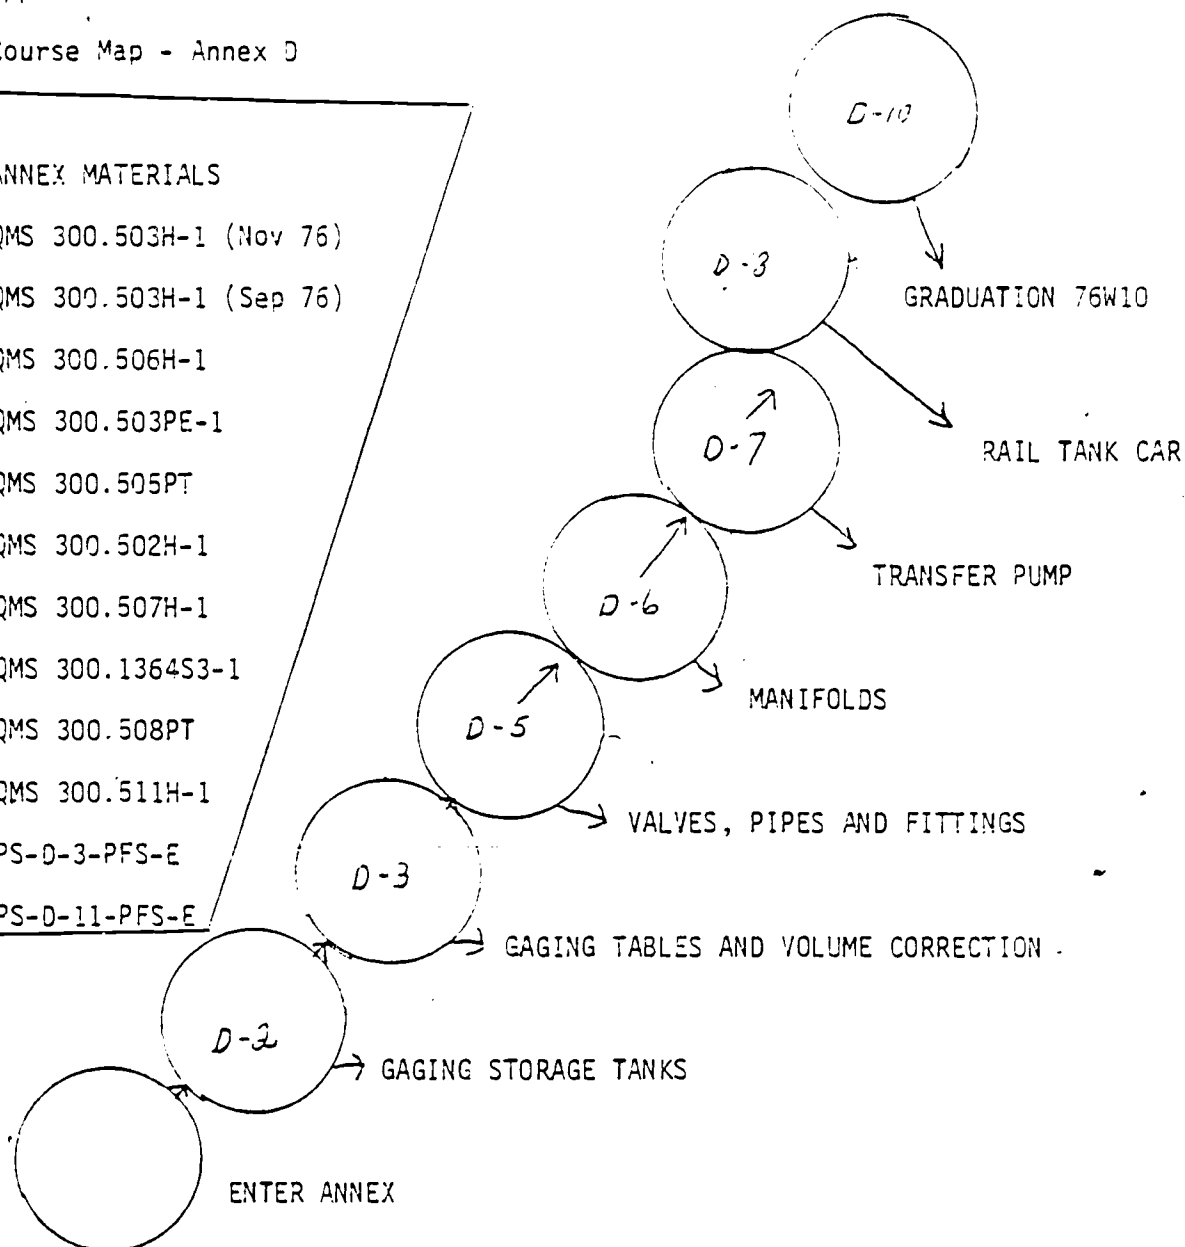 Course Map - Annex D
ANNEX MATERIALS
QMS 300.503H-1 (Nov 76)
QMS 300.503H-1 (Sep 76)
QMS 300.506H-1
QMS 300.503PE-1
QMS 300.505PT
QMS 300.502H-1
QMS 300.507H-1
QMS 300.1364S3-1
QMS 300.508PT
QMS 300.511H-1
PS-D-3-PFS-E
PS-D-11-PFS-E
D-10
GRADUATION 76W10
D-8
RAIL TANK CAR
D-7
TRANSFER PUMP
D-6
MANIFOLDS
D-5
VALVES, PIPES AND FITTINGS
D-3
GAGING TABLES AND VOLUME CORRECTION
D-2
GAGING STORAGE TANKS
ENTER ANNEX